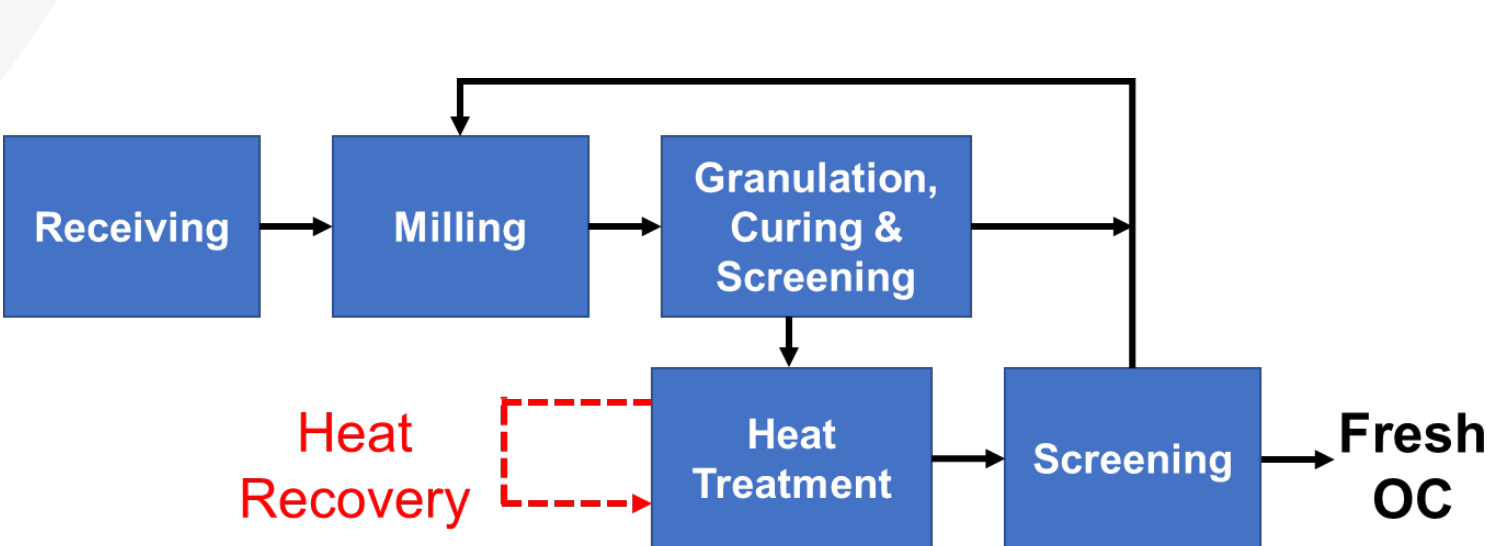 Receiving
Milling
Granulation,
Curing &
Screening
Heat
Recovery
Heat
Treatment
Screening
Fresh
OC